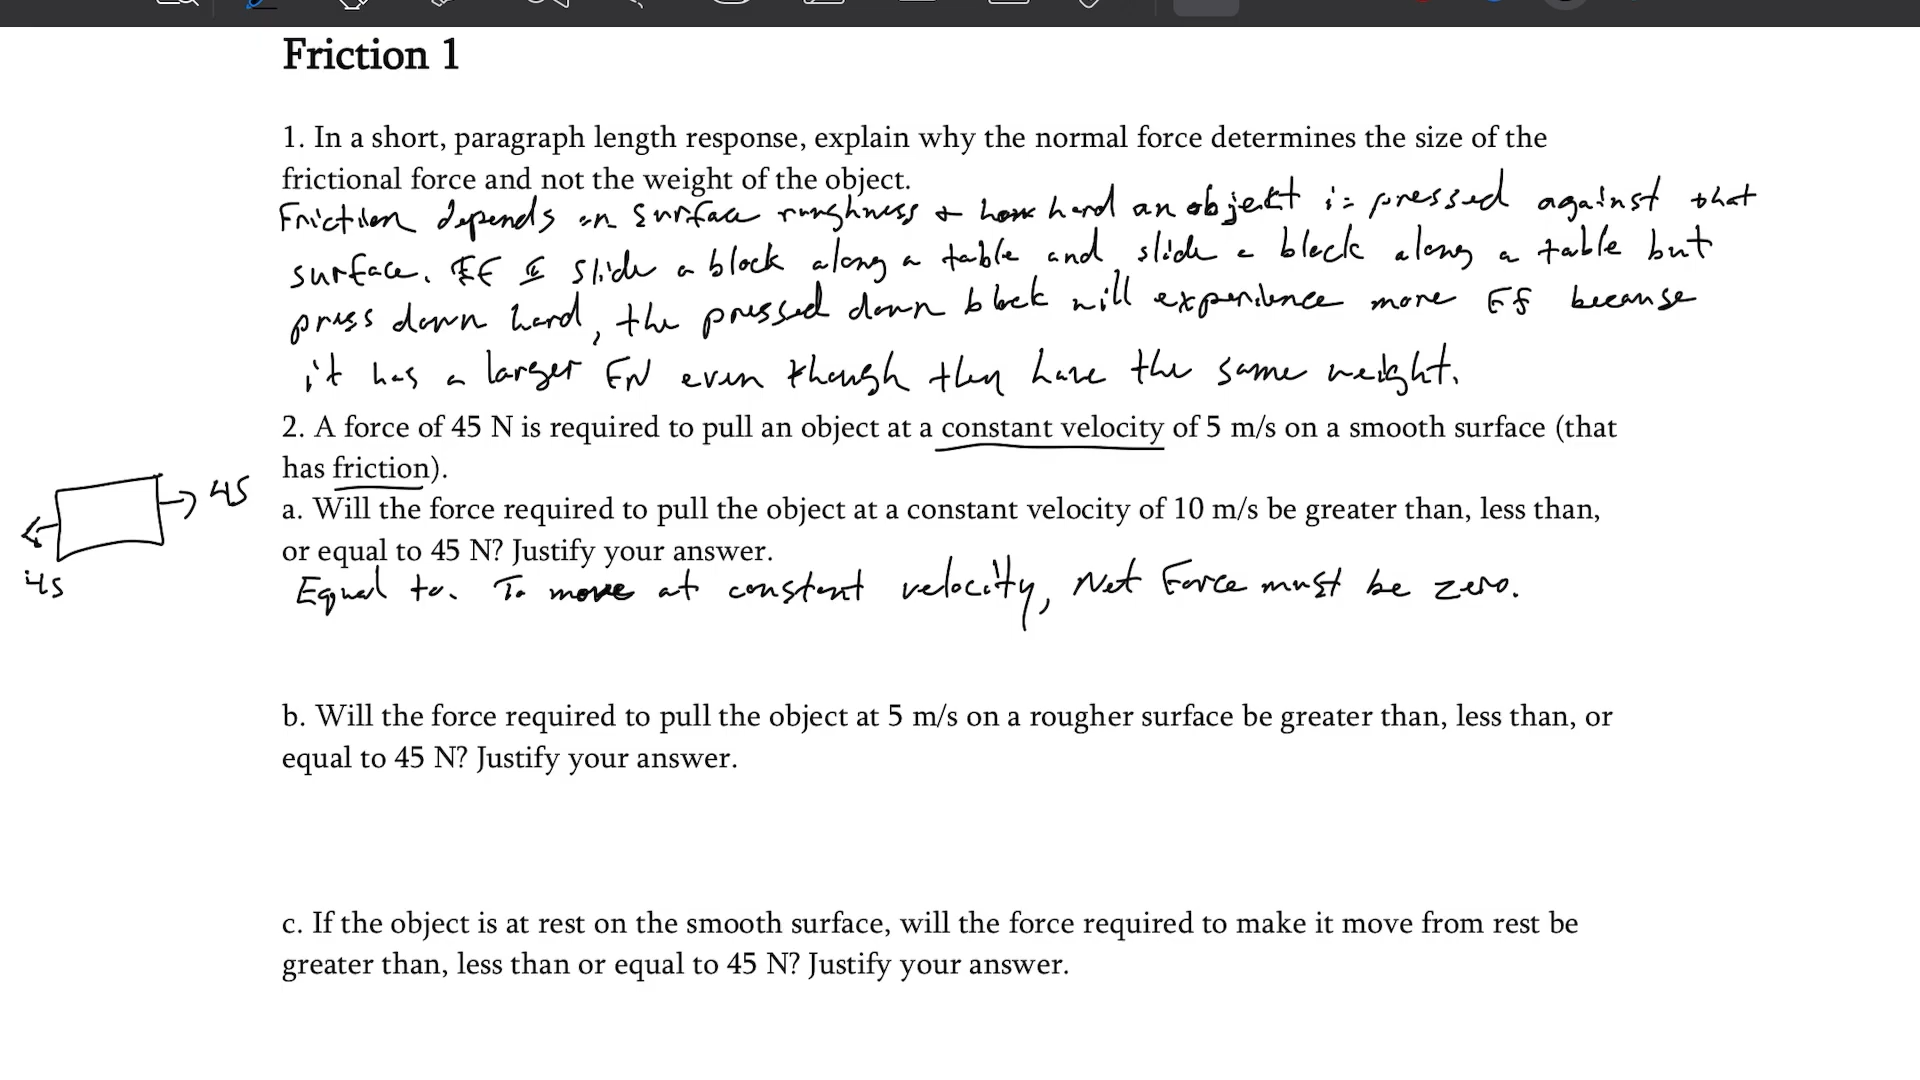 Friction 1
1. In a short, paragraph length response, explain why the normal force determines the size of the
frictional force and not the weight of the object.
Friction depends on surface roughness + how hard an object is pressed against that
surface. If I slide a block along a table and slide a block along a table but
press down hard, the pressed down block will experience more Ff because
it has a larger FN even though they have the same weight.
2. A force of 45 N is required to pull an object at a constant velocity of 5 m/s on a smooth surface (that
has friction).
45
a. Will the force required to pull the object at a constant velocity of 10 m/s be greater than, less than,
or equal to 45 N? Justify your answer.
45
Equal to. To move at constant velocity, Net Force must be zero.
b. Will the force required to pull the object at 5 m/s on a rougher surface be greater than, less than, or
equal to 45 N? Justify your answer.
c. If the object is at rest on the smooth surface, will the force required to make it move from rest be
greater than, less than or equal to 45 N? Justify your answer.